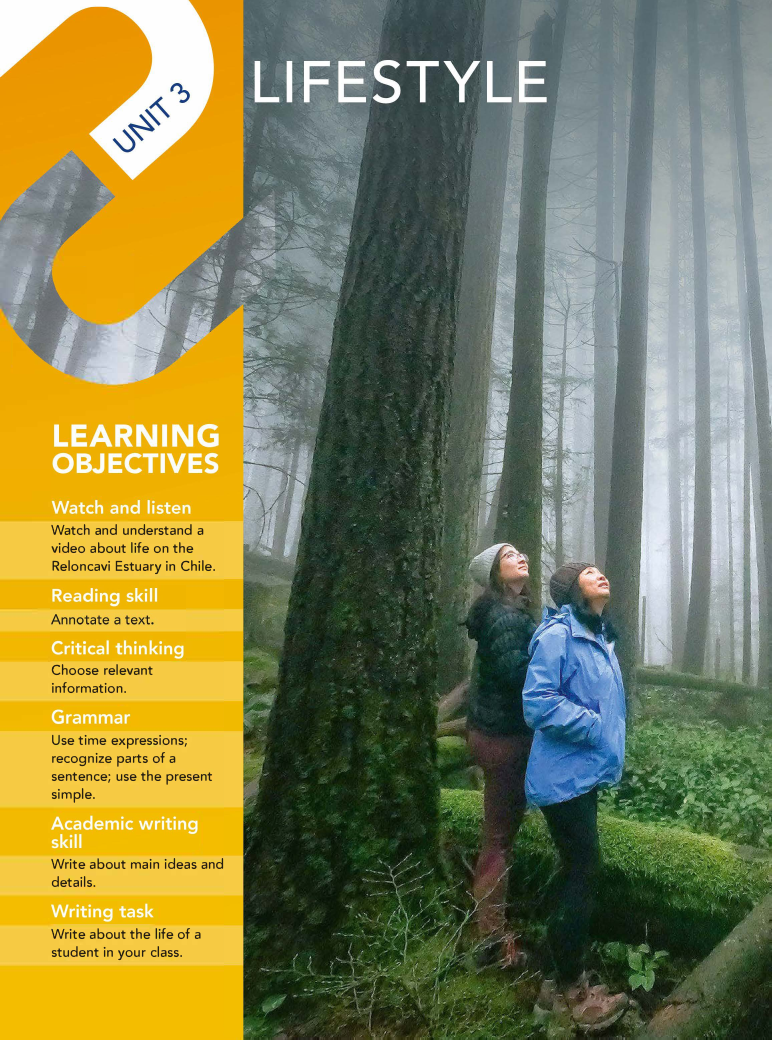 UNIT 3
LIFESTYLE
LEARNING
OBJECTIVES
Watch and listen
Watch and understand a
video about life on the
Reloncavi Estuary in Chile.
Reading skill
Annotate a text.
Critical thinking
Choose relevant
information.
Grammar
Use time expressions;
recognize parts of a
sentence; use the present
simple.
Academic writing
skill
Write about main ideas and
details.
Writing task
Write about the life of a
student in your class.